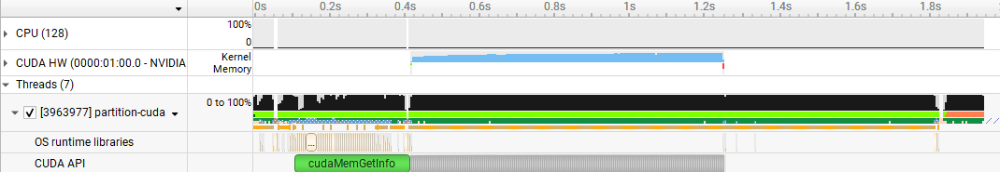 0s 0.2s 0.4s 0.6s 0.8s 1s 1.2s 1.4s 1.6s 1.8s
CPU (128)
100%
0
CUDA HW (0000:01:00.0 - NVIDIA
Kernel
Memory
Threads (7)
[3963977] partition-cuda
0 to 100%
OS runtime libraries
...
CUDA API
cudaMemGetInfo